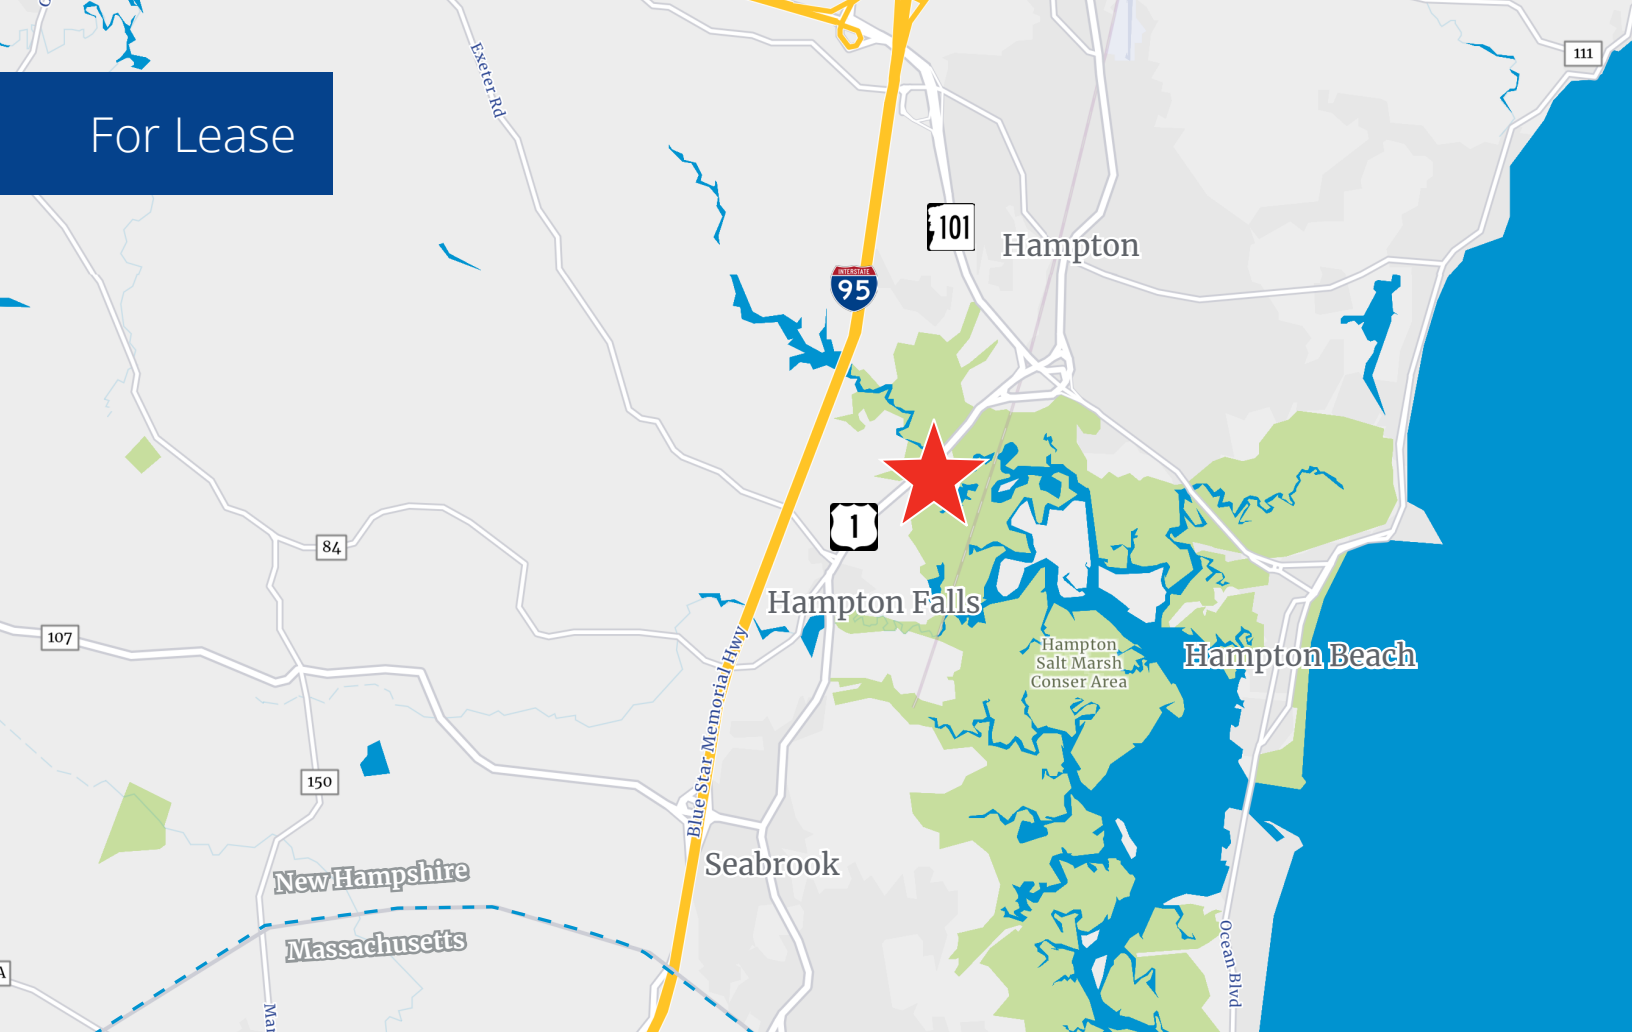 111
Exeter Rd
For Lease
101
Hampton
INTERSTATE
95
1
84
Hampton Falls
107
Hampton
Salt Marsh
Conser Area
Hampton Beach
Blue Star Memorial Hwy
150
Seabrook
New Hampshire
Massachusetts
Ocean Blvd
A
Mar